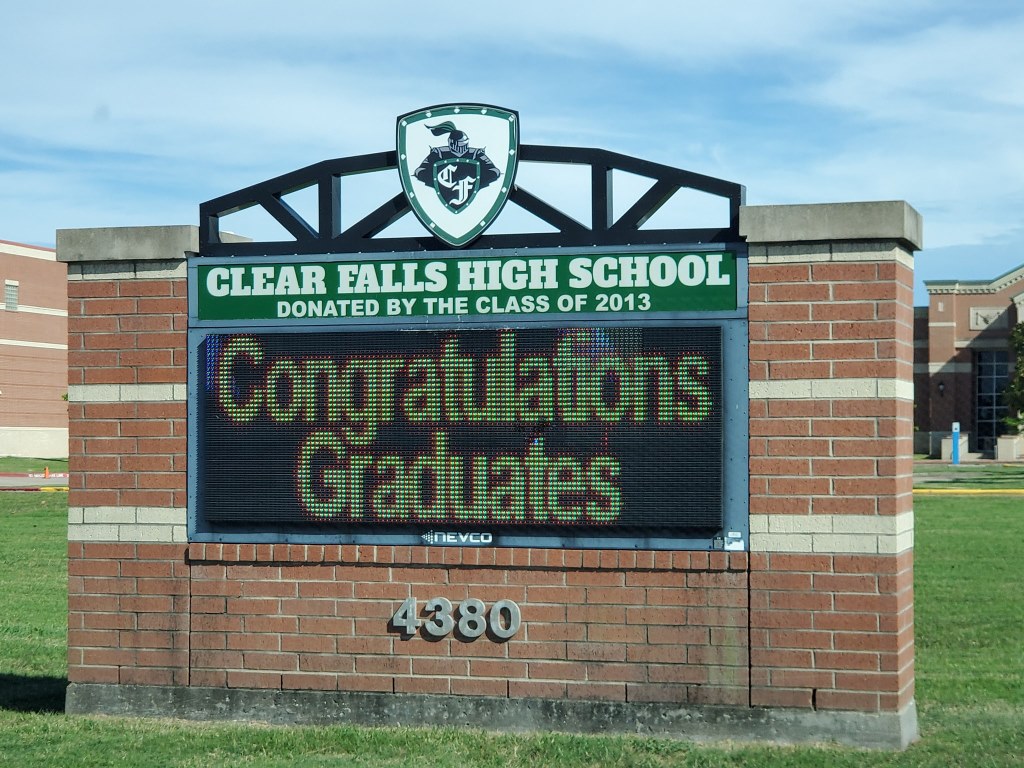 CF
CLEAR FALLS HIGH SCHOOL
DONATED BY THE CLASS OF 2013
Congratulations
Graduates
NEVCO
4380